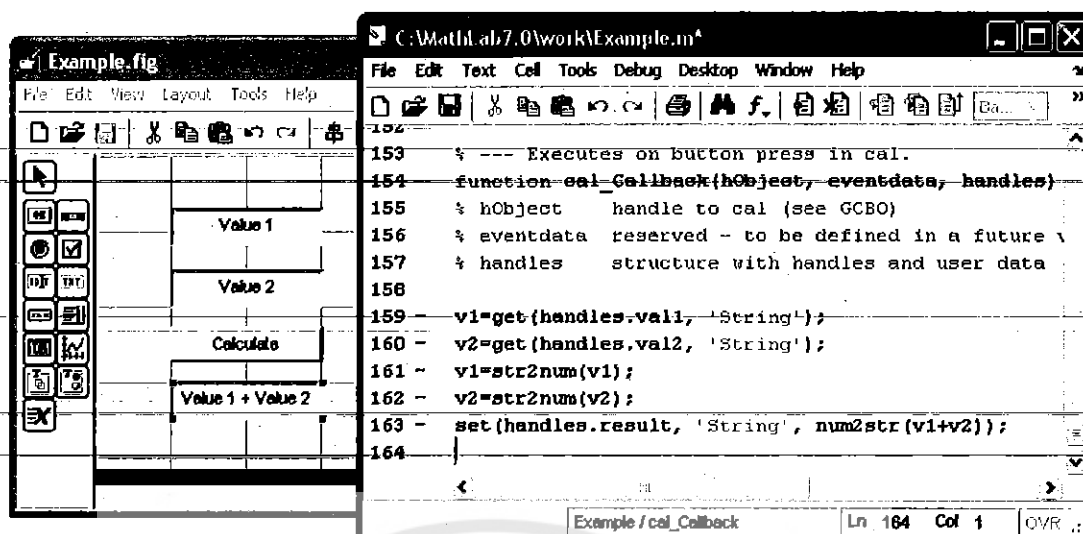 Example.fig
File Edit View Layout Tools Help
Value 1
Value 2
Calculate
Value 1 + Value 2
C:\MathLab7.0\work\Example.m*
File Edit Text Cell Tools Debug Desktop Window Help
Ba...
152
153 % --- Executes on button press in cal.
154 function cal_Callback(hObject, eventdata, handles)
155 % hObject handle to cal (see GCBO)
156 % eventdata reserved - to be defined in a future v
157 % handles structure with handles and user data
158
159 - v1=get(handles.val1, 'String');
160 - v2=get(handles.val2, 'String');
161 - v1=str2num(v1);
162 - v2=str2num(v2);
163 - set(handles.result, 'String', num2str(v1+v2));
164
Example / cal_Callback Ln 164 Col 1 OVR